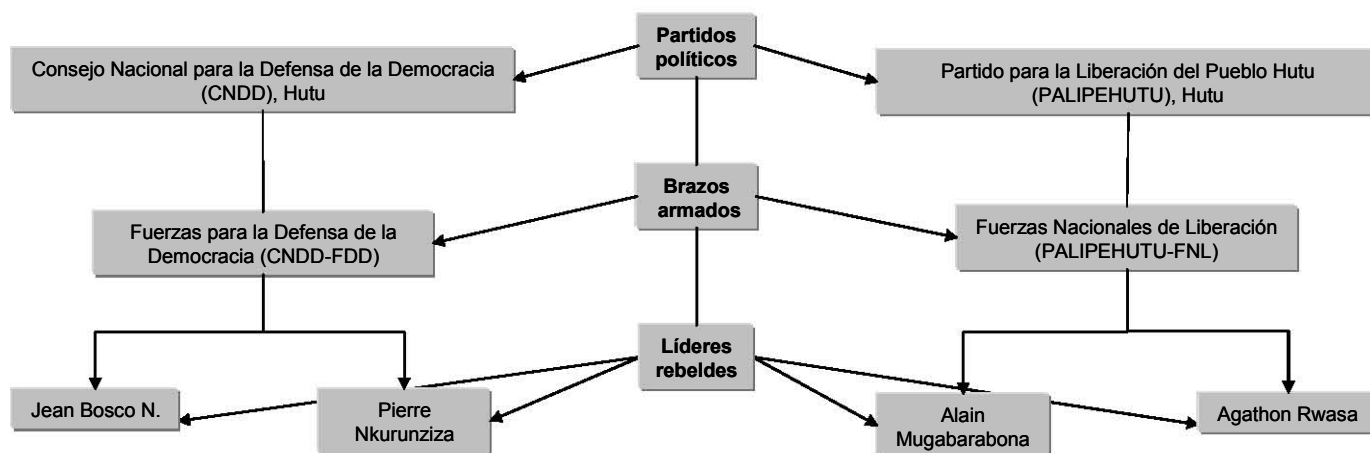 Partidos
políticos
Consejo Nacional para la Defensa de la Democracia
(CNDD), Hutu
Partido para la Liberación del Pueblo Hutu
(PALIPEHUTU), Hutu
Brazos
armados
Fuerzas para la Defensa de la
Democracia (CNDD-FDD)
Fuerzas Nacionales de Liberación
(PALIPEHUTU-FNL)
Líderes
rebeldes
Jean Bosco N.
Pierre
Nkurunziza
Alain
Mugabarabona
Agathon Rwasa